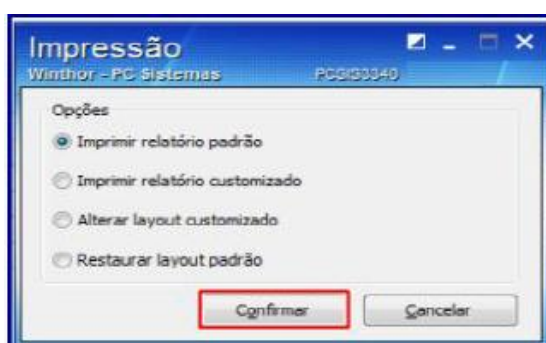 Impressão
Winthor - PC Sistemas PCSIS3340
Opções
Imprimir relatório padrão
Imprimir relatório customizado
Alterar layout customizado
Restaurar layout padrão
Confirmar Cancelar